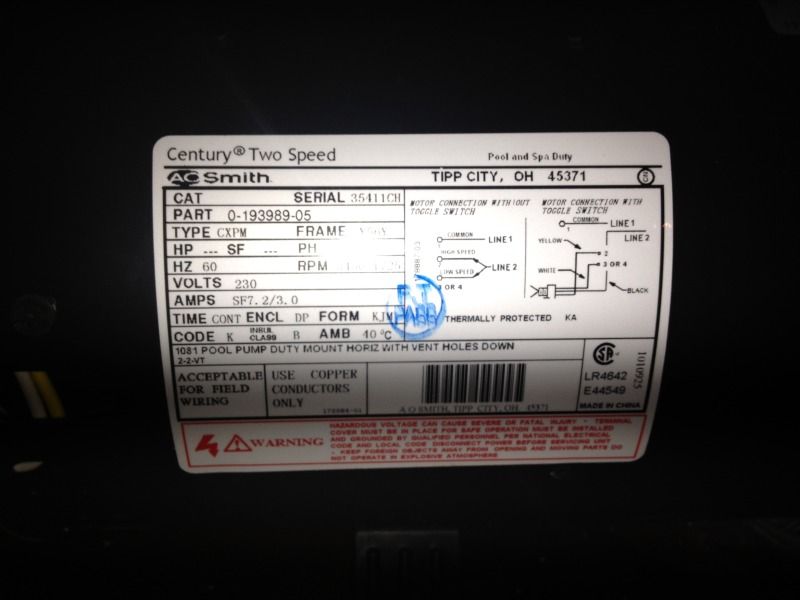 Century® Two Speed Pool and Spa Duty
AO Smith. TIPP CITY, OH 45371
CAT SERIAL 35411CH
PART 0-193989-05
TYPE CXPM FRAME
HP --- SF --- PH
HZ 60 RPM
VOLTS 230
AMPS SF7.2/3.0
TIME CONT ENCL DP FORM KJM
CODE K INSUL CLASS B AMB 40°C
MOTOR CONNECTION WITHOUT
TOGGLE SWITCH
COMMON
LINE 1
HIGH SPEED
LINE 2
LOW SPEED
3 OR 4
MOTOR CONNECTION WITH
TOGGLE SWITCH
COMMON
1
LINE 1
LINE 2
YELLOW
2
WHITE
3 OR 4
BLACK
THERMALLY PROTECTED KA
1081 POOL PUMP DUTY MOUNT HORIZ WITH VENT HOLES DOWN
2-2-VT
ACCEPTABLE
FOR FIELD
WIRING
USE COPPER
CONDUCTORS
ONLY
A O SMITH, TIPP CITY, OH, 45371
LR4642
E44549
MADE IN CHINA
1010925
WARNING
HAZARDOUS VOLTAGE CAN CAUSE SEVERE OR FATAL INJURY - TERMINAL
COVER MUST BE IN PLACE FOR SAFE OPERATION MUST BE INSTALLED
AND GROUNDED BY QUALIFIED PERSONNEL PER NATIONAL ELECTRICAL
CODE AND LOCAL CODE DISCONNECT POWER BEFORE SERVICING UNIT
- KEEP FOREIGN OBJECTS AWAY FROM OPENING AND MOVING PARTS DO
NOT OPERATE IN EXPLOSIVE ATMOSPHERE